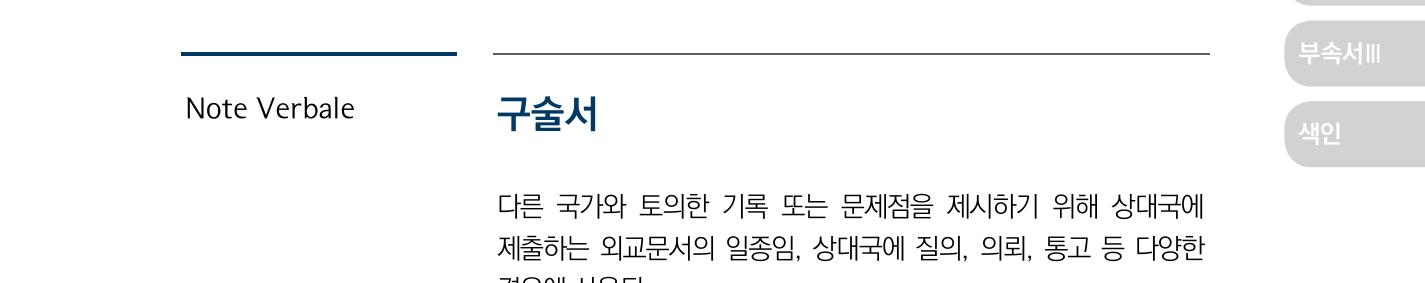 부속서Ⅲ
색인
Note Verbale
구술서
다른 국가와 토의한 기록 또는 문제점을 제시하기 위해 상대국에
제출하는 외교문서의 일종임, 상대국에 질의, 의뢰, 통고 등 다양한